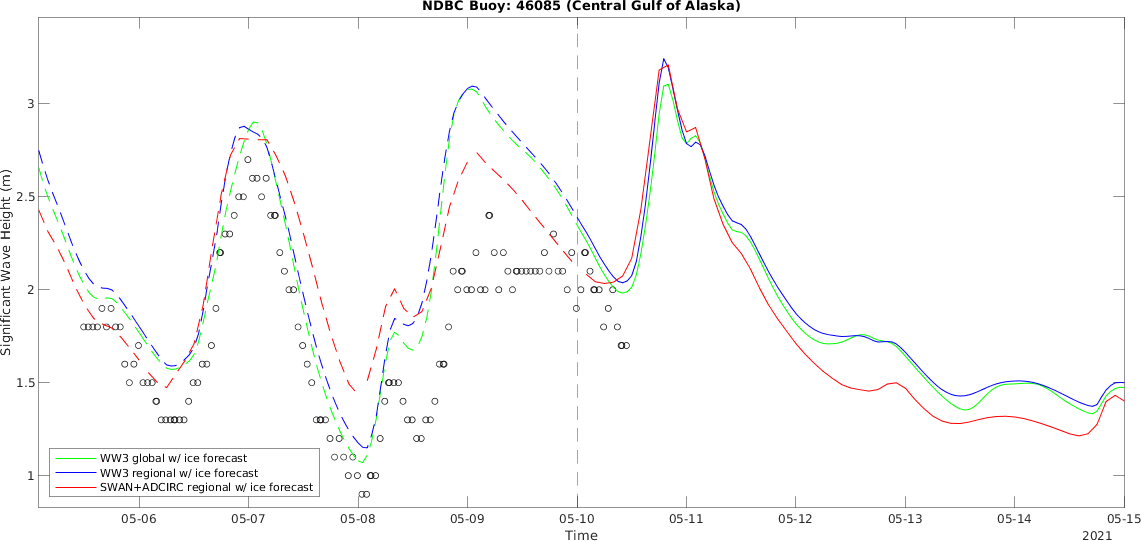 NDBC Buoy: 46085 (Central Gulf of Alaska)
Significant Wave Height (m)
3
2.5
2
1.5
1
WW3 global w/ ice forecast
WW3 regional w/ ice forecast
SWAN+ADCIRC regional w/ ice forecast
05-06 05-07 05-08 05-09 05-10 05-11 05-12 05-13 05-14 05-15
Time
2021